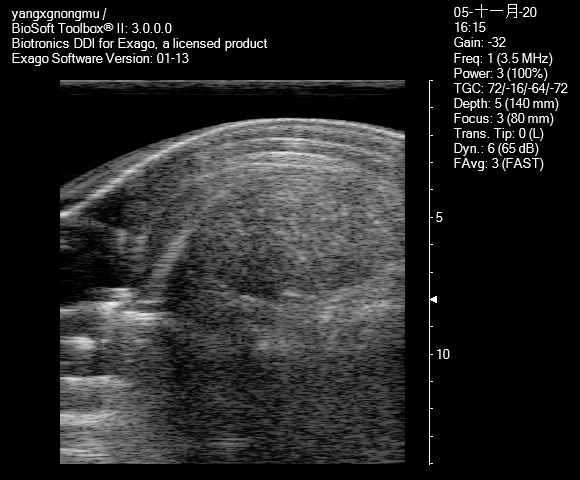 yangxgnongmu /
BioSoft Toolbox® II: 3.0.0.0
Biotronics DDI for Exago, a licensed product
Exago Software Version: 01-13
05-十一月-20
16:15
Gain: -32
Freq: 1 (3.5 MHz)
Power: 3 (100%)
TGC: 72/-16/-64/-72
Depth: 5 (140 mm)
Focus: 3 (80 mm)
Trans. Tip: 0 (L)
Dyn.: 6 (65 dB)
FAvg: 3 (FAST)
5
10